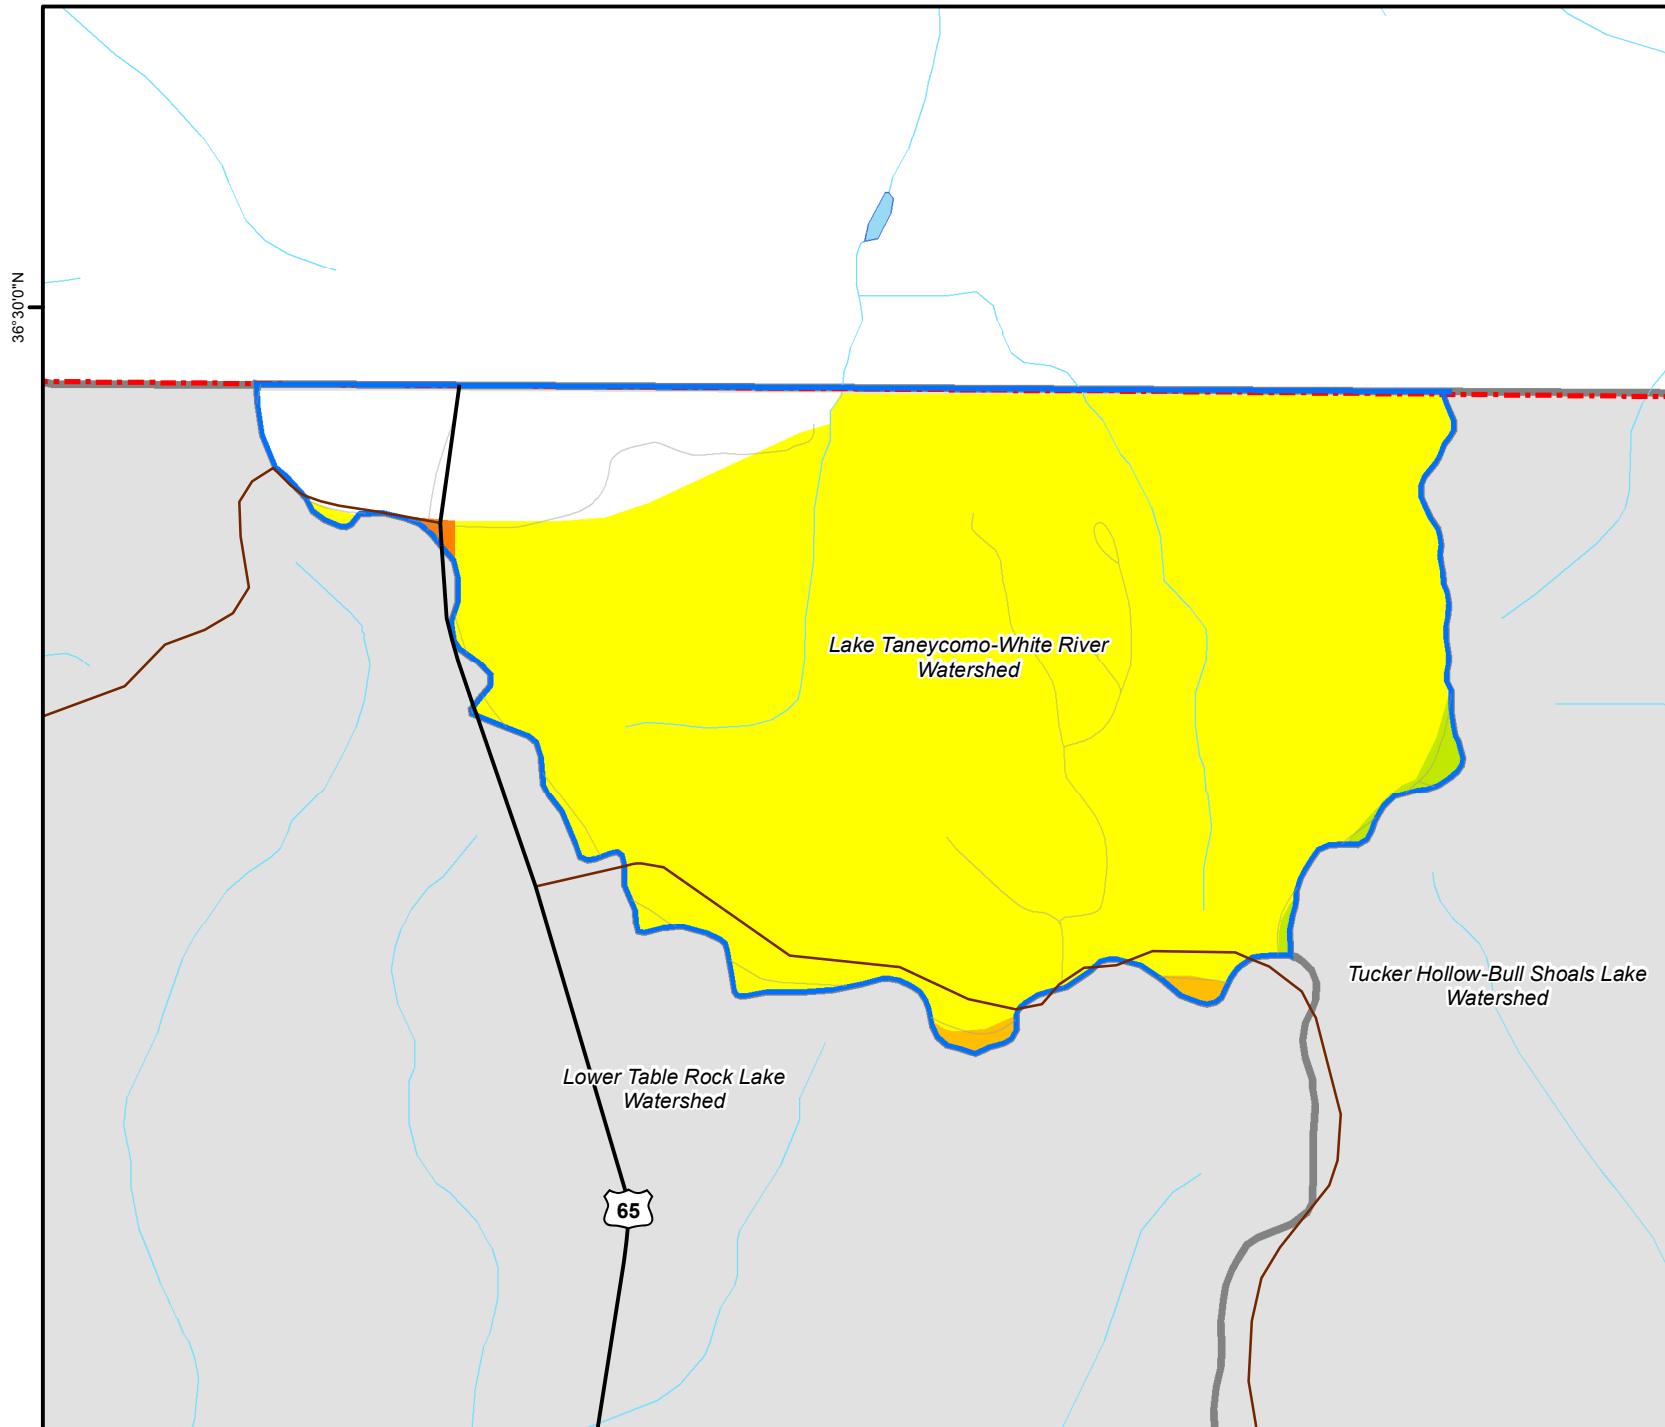 36°30'0"N
Lake Taneycomo-White River
Watershed
Tucker Hollow-Bull Shoals Lake
Watershed
Lower Table Rock Lake
Watershed
65